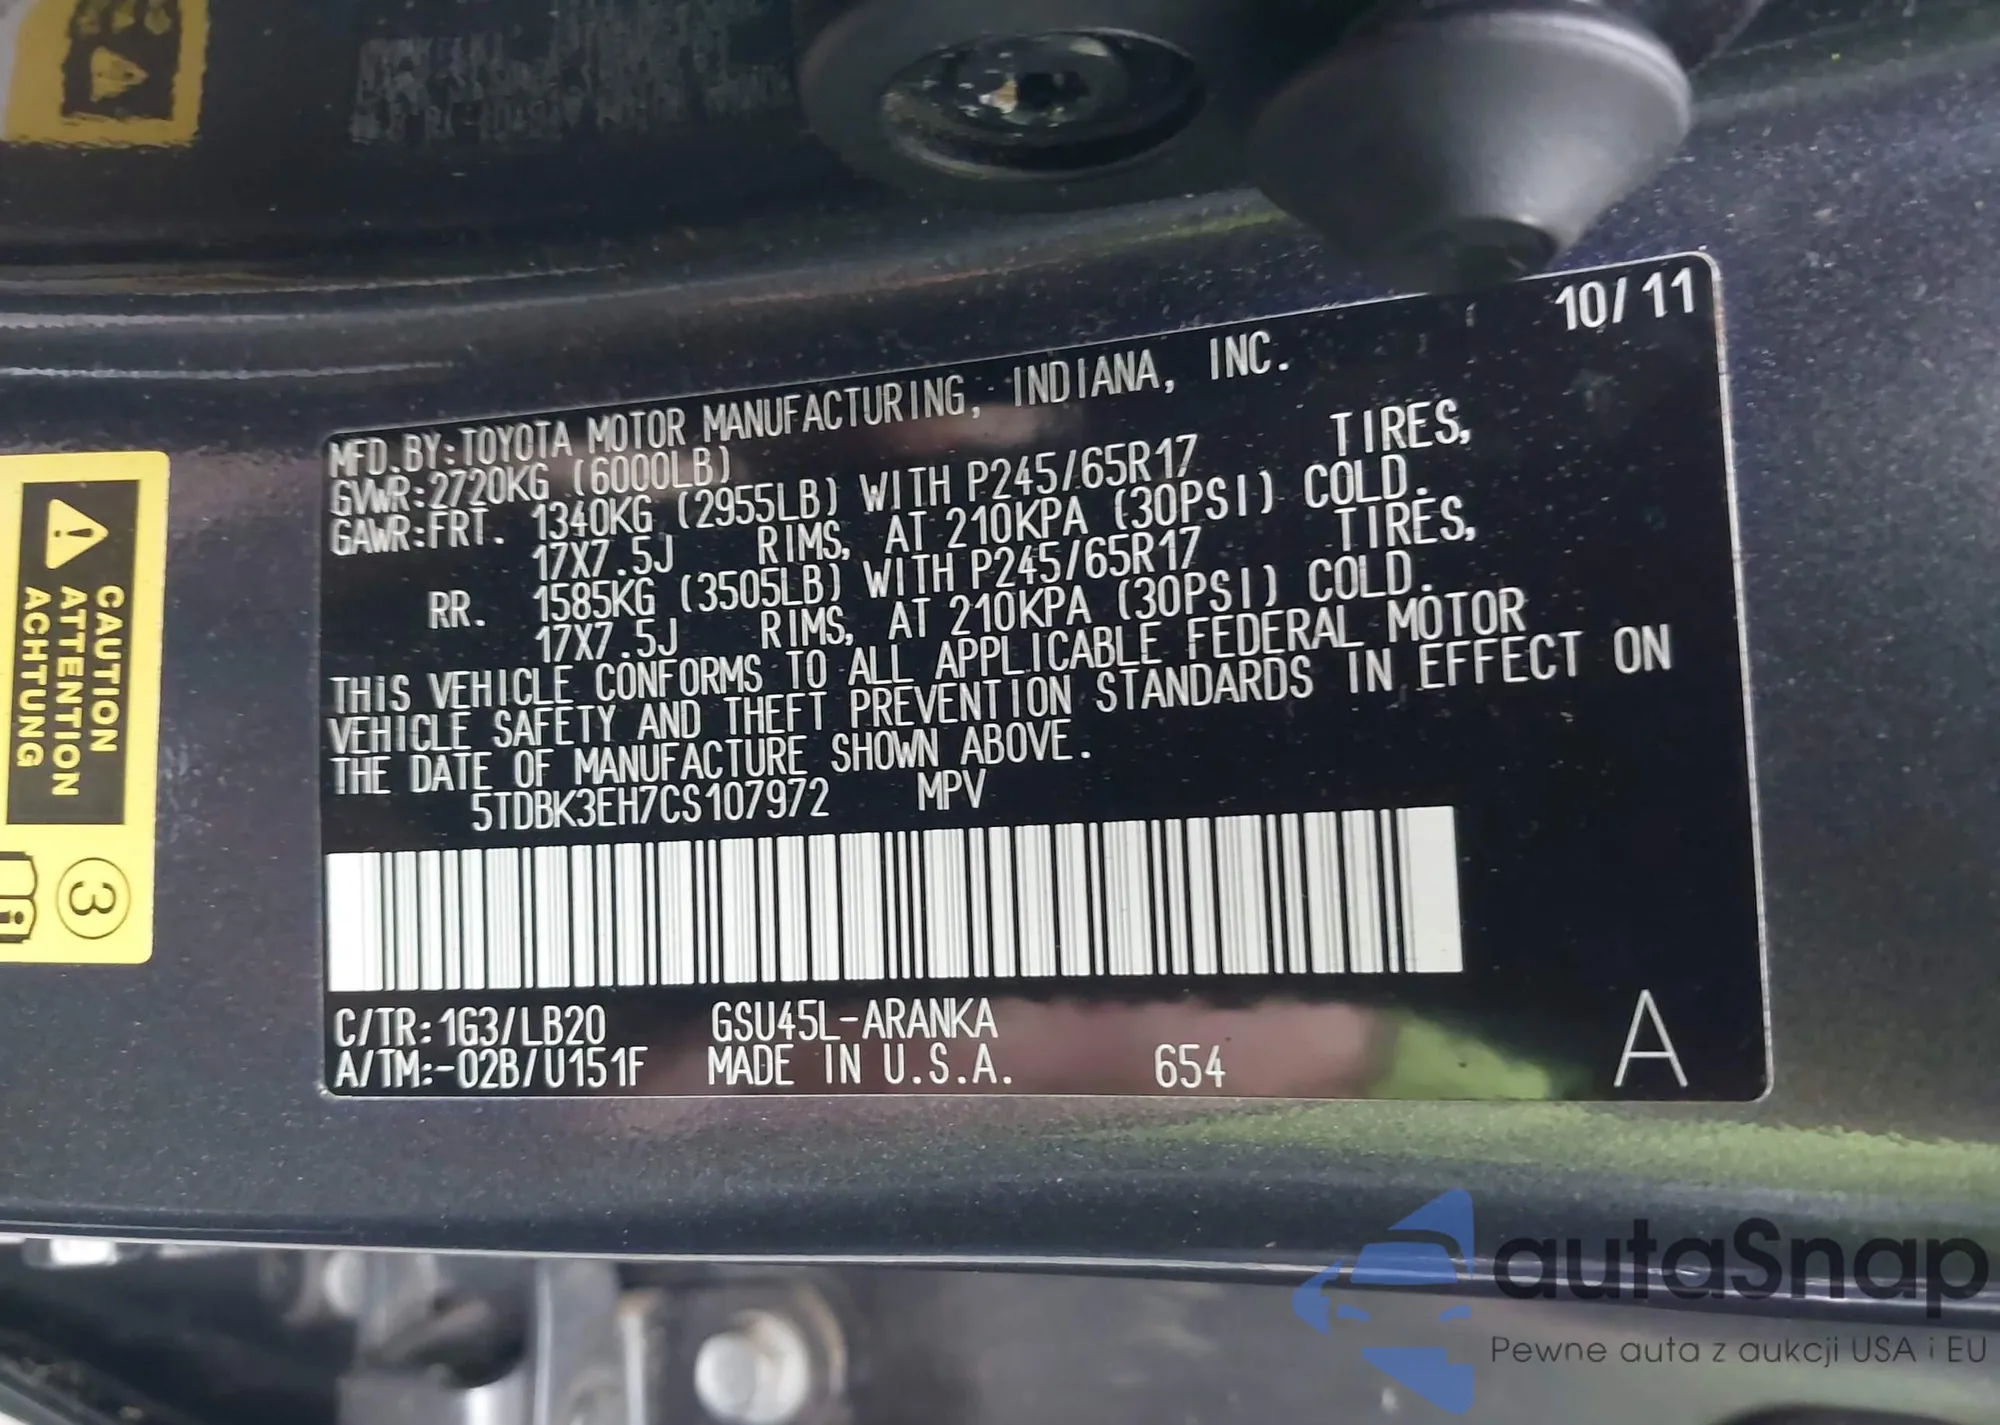 10/11
MFD.BY:TOYOTA MOTOR MANUFACTURING, INDIANA, INC.
GVWR:2720KG (6000LB)
GAWR:FRT. 1340KG (2955LB) WITH P245/65R17 TIRES,
17X7.5J RIMS, AT 210KPA (30PSI) COLD.
RR. 1585KG (3505LB) WITH P245/65R17 TIRES,
17X7.5J RIMS, AT 210KPA (30PSI) COLD.
THIS VEHICLE CONFORMS TO ALL APPLICABLE FEDERAL MOTOR
VEHICLE SAFETY AND THEFT PREVENTION STANDARDS IN EFFECT ON
THE DATE OF MANUFACTURE SHOWN ABOVE.
5TDBK3EH7CS107972 MPV
C/TR:1G3/LB20 GSU45L-ARANKA
A/TM:-02B/U151F MADE IN U.S.A. 654 A
CAUTION
ATTENTION
ACHTUNG
3
autaSnap
Pewne auta z aukcji USA i EU